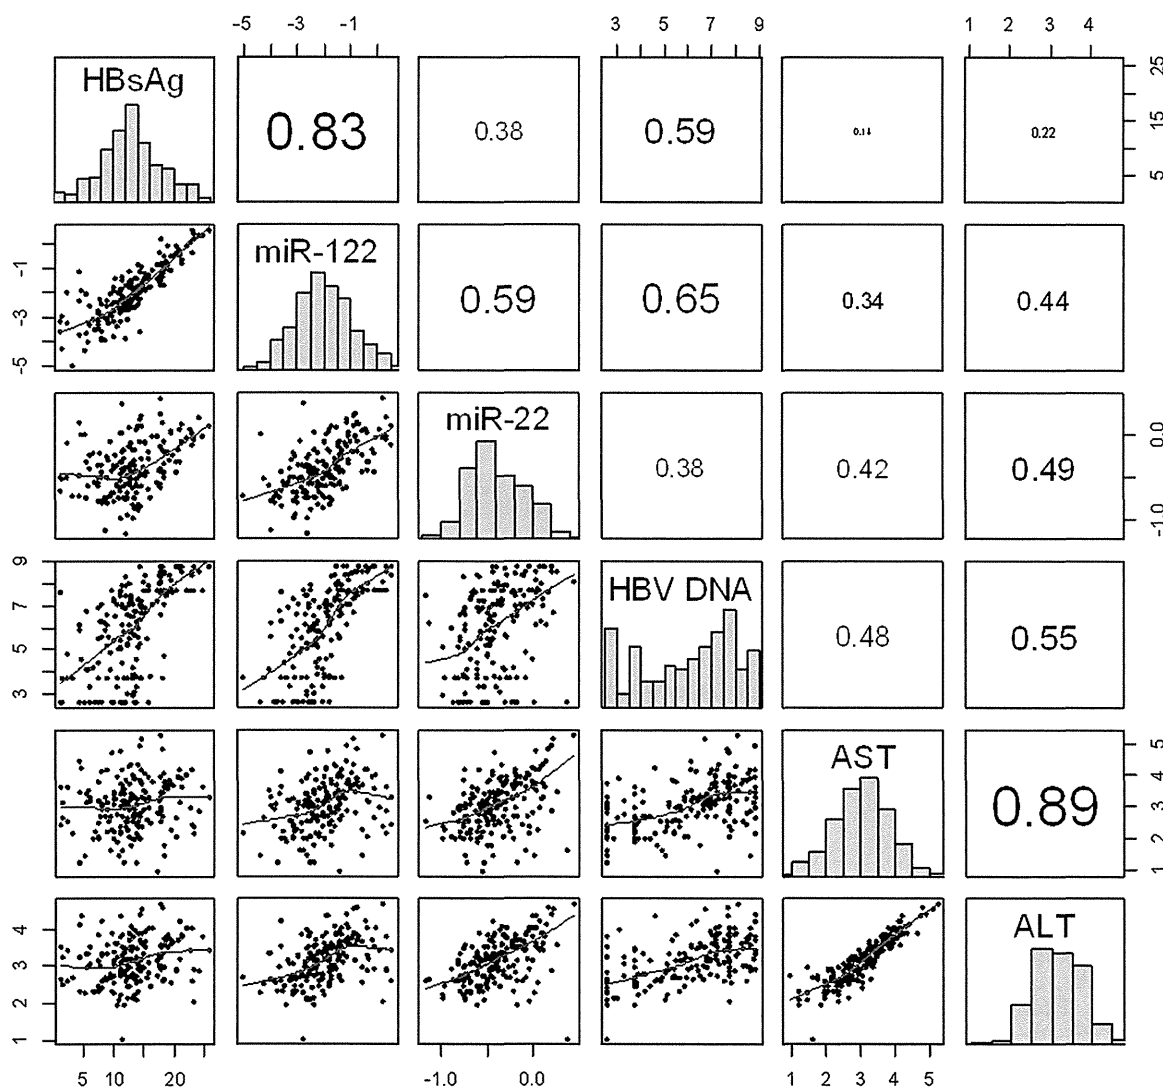 -5 -3 -1 3 5 7 9 1 2 3 4
HBsAg 0.83 0.38 0.59 0.14 0.22 5 15 25
-5 -3 -1 miR-122 0.59 0.65 0.34 0.44
miR-22 0.38 0.42 0.49 -1.0 0.0
3 5 7 9 HBV DNA 0.48 0.55
AST 0.89 1 2 3 4 5
1 2 3 4 ALT
5 10 20 -1.0 0.0 1 2 3 4 5